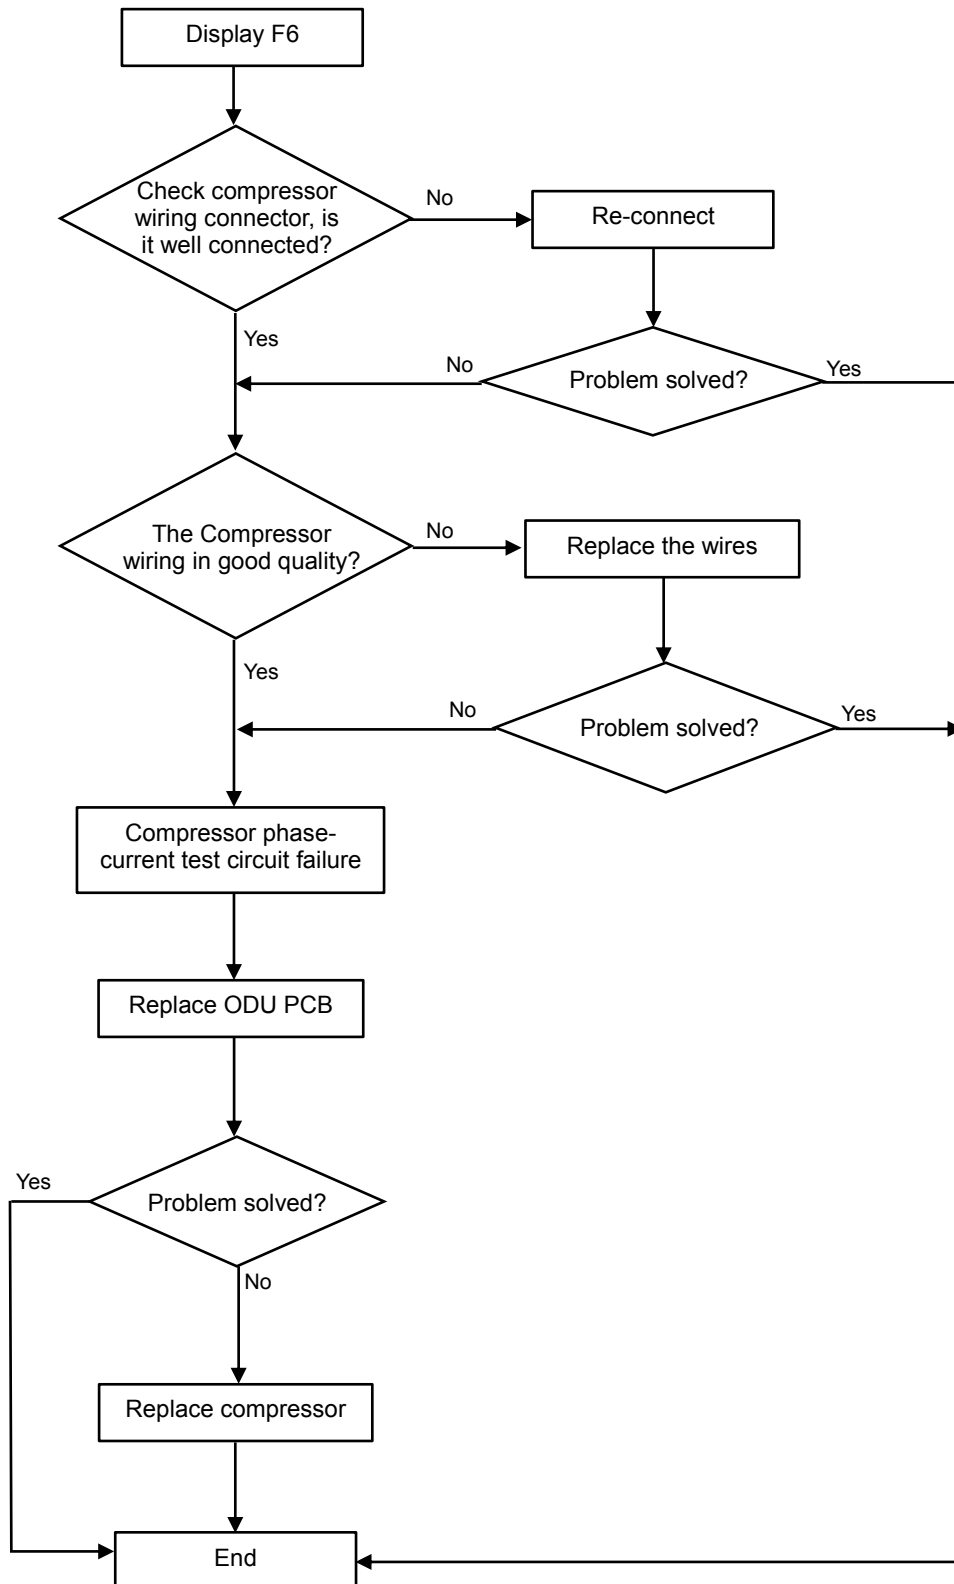 Display F6
Check compressor
wiring connector, is
it well connected?
No
Re-connect
Yes
No
Problem solved?
Yes
The Compressor
wiring in good quality?
No
Replace the wires
Yes
No
Problem solved?
Yes
Compressor phase-
current test circuit failure
Replace ODU PCB
Yes
Problem solved?
No
Replace compressor
End